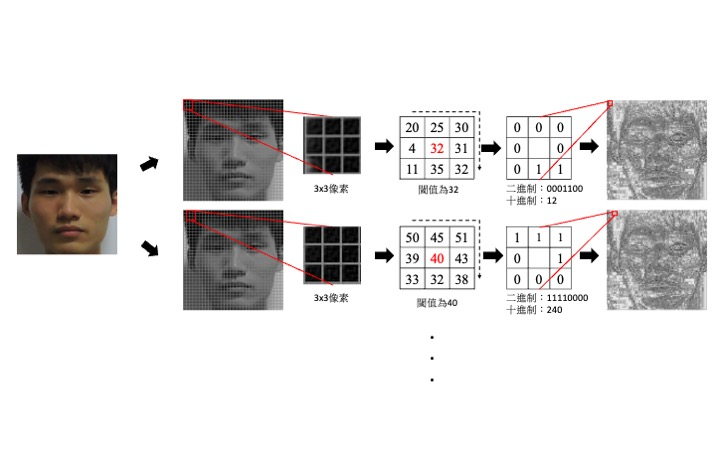 20 25 30
4 32 31
11 35 32
0 0 0
0 0
0 1 1
3x3像素
閾值為32
二進制：0001100
十進制：12
50 45 51
39 40 43
33 32 38
1 1 1
0 1
0 0 0
3x3像素
閾值為40
二進制：11110000
十進制：240